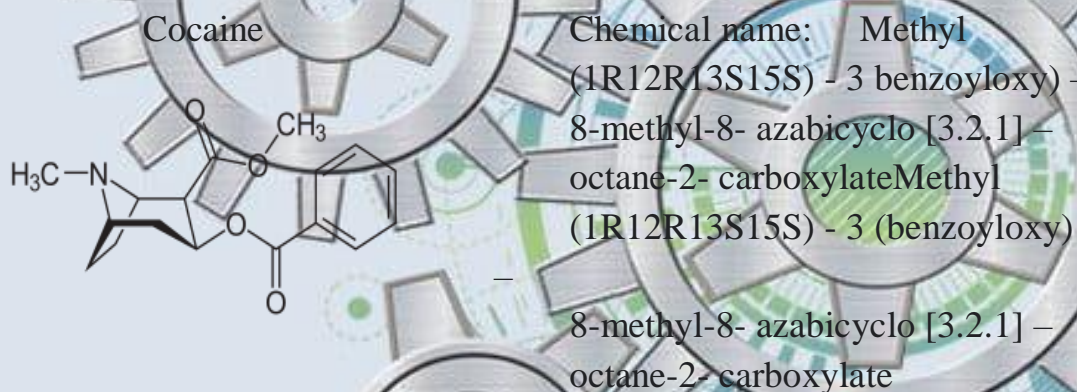 Cocaine
Chemical name: Methyl
(1R12R13S15S) - 3 benzoyloxy) –
8-methyl-8- azabicyclo [3.2.1] –
octane-2- carboxylateMethyl
(1R12R13S15S) - 3 (benzoyloxy)
–
8-methyl-8- azabicyclo [3.2.1] –
octane-2- carboxylate
O
CH3
H3C N
O
O
O